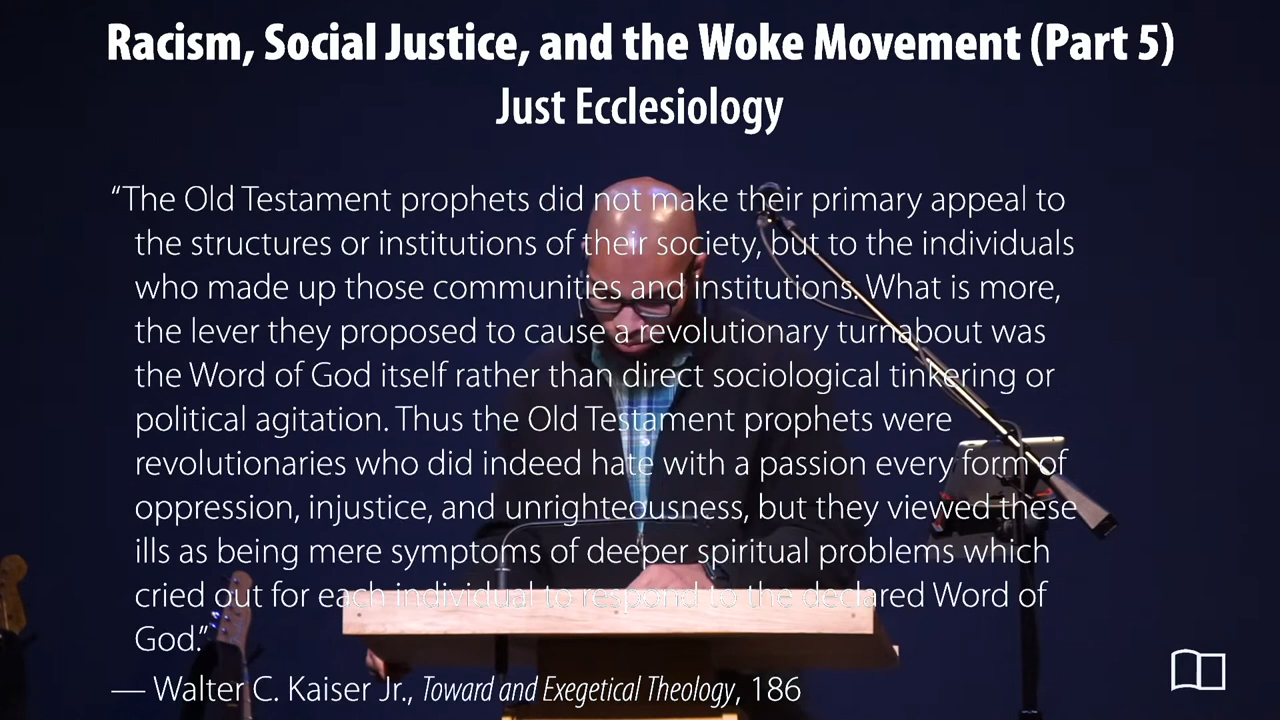 Racism, Social Justice, and the Woke Movement (Part 5)
Just Ecclesiology
“The Old Testament prophets did not make their primary appeal to
the structures or institutions of their society, but to the individuals
who made up those communities and institutions. What is more,
the lever they proposed to cause a revolutionary turnabout was
the Word of God itself rather than direct sociological tinkering or
political agitation. Thus the Old Testament prophets were
revolutionaries who did indeed hate with a passion every form of
oppression, injustice, and unrighteousness, but they viewed these
ills as being mere symptoms of deeper spiritual problems which
cried out for each individual to respond to the declared Word of
God.”
— Walter C. Kaiser Jr., Toward and Exegetical Theology, 186